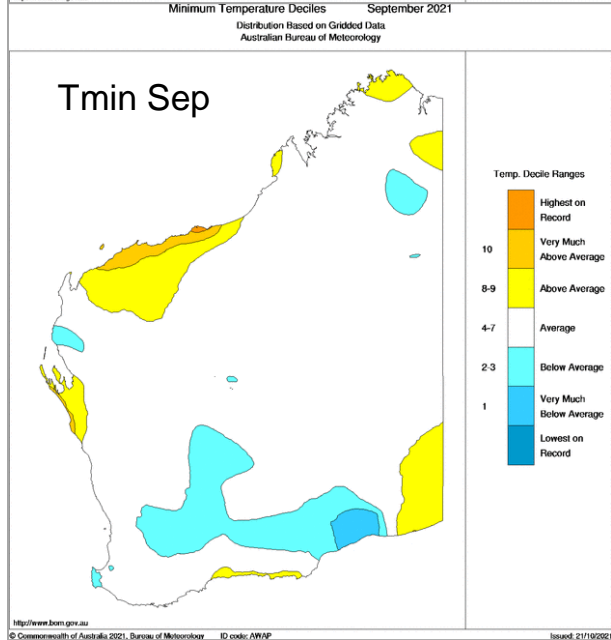 Minimum Temperature Deciles September 2021
Distribution Based on Gridded Data
Australian Bureau of Meteorology
Tmin Sep
Temp. Decile Ranges
Highest on
Record
10 Very Much
Above Average
8-9 Above Average
4-7 Average
2-3 Below Average
1 Very Much
Below Average
Lowest on
Record
http://www.bom.gov.au
© Commonwealth of Australia 2021, Bureau of Meteorology ID code: AWAP Issued: 21/10/202